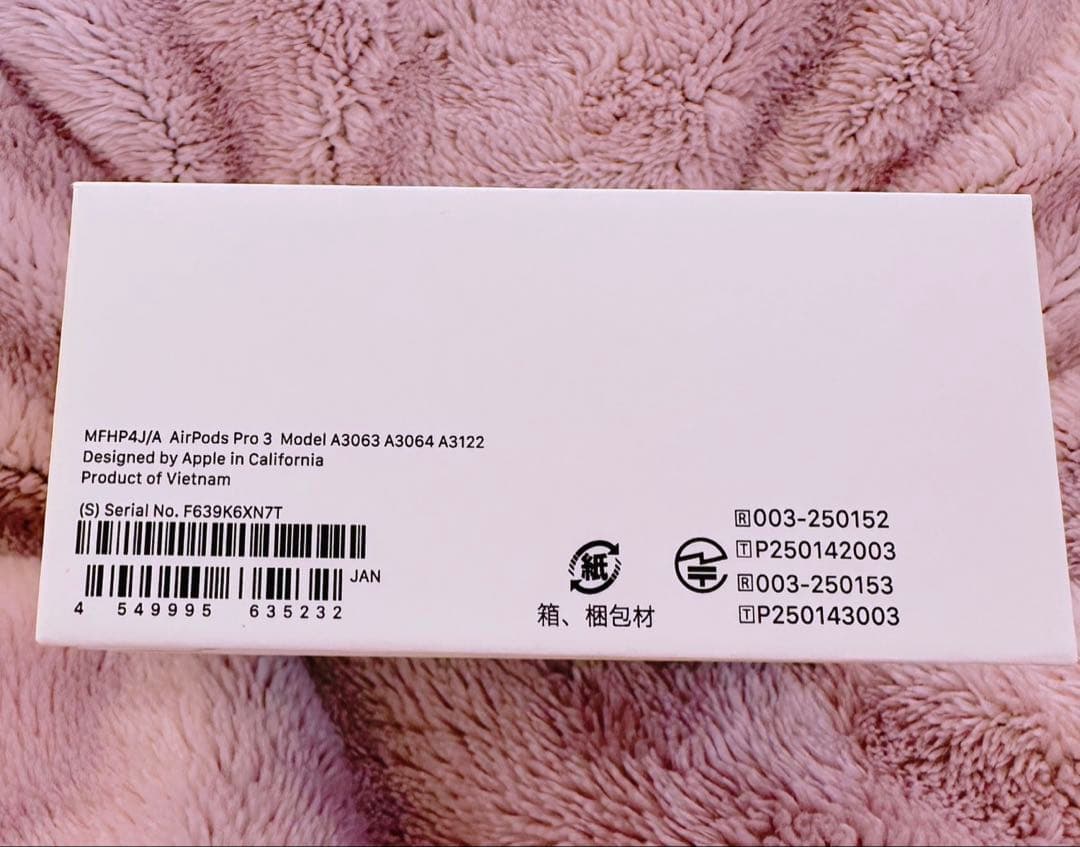 MFHP4J/A AirPods Pro 3 Model A3063 A3064 A3122
Designed by Apple in California
Product of Vietnam
(S) Serial No. F639K6XN7T
JAN
4 549995 635232
紙
箱、梱包材
R003-250152
TP250142003
R003-250153
TP250143003